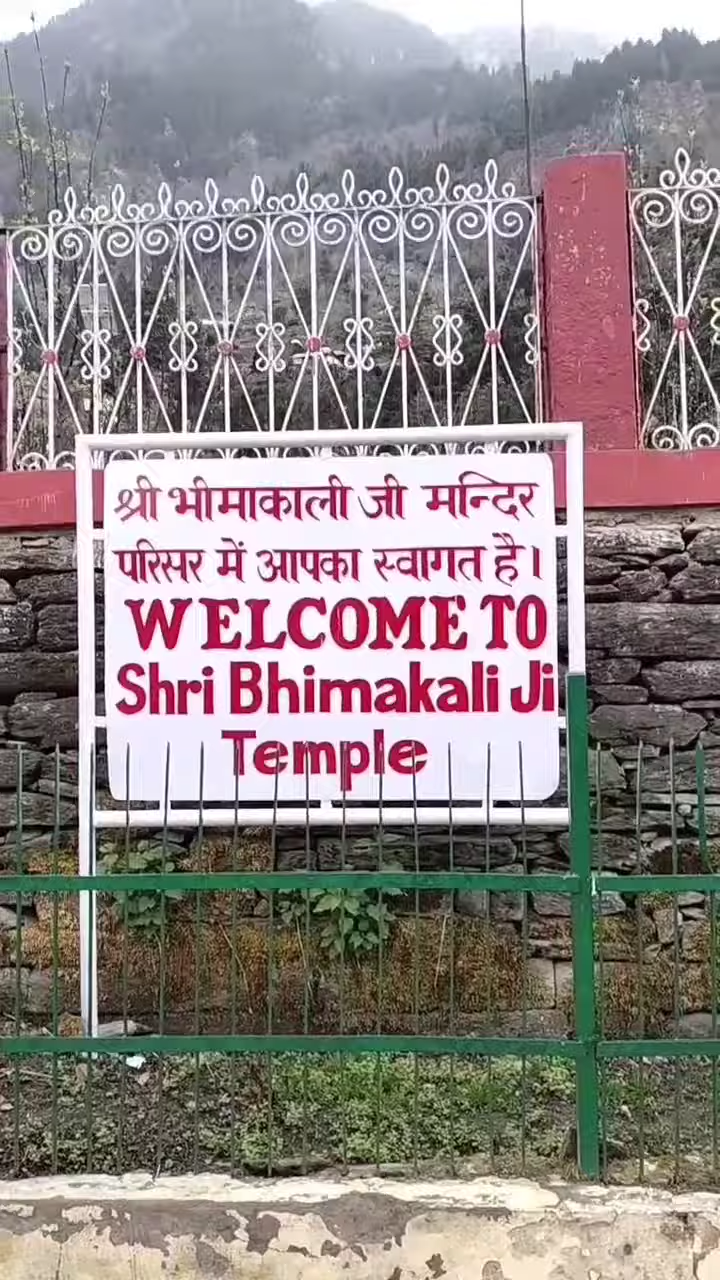 श्री भीमाकाली जी मन्दिर
परिसर में आपका स्वागत है।
WELCOME TO
Shri Bhimakali Ji
Temple